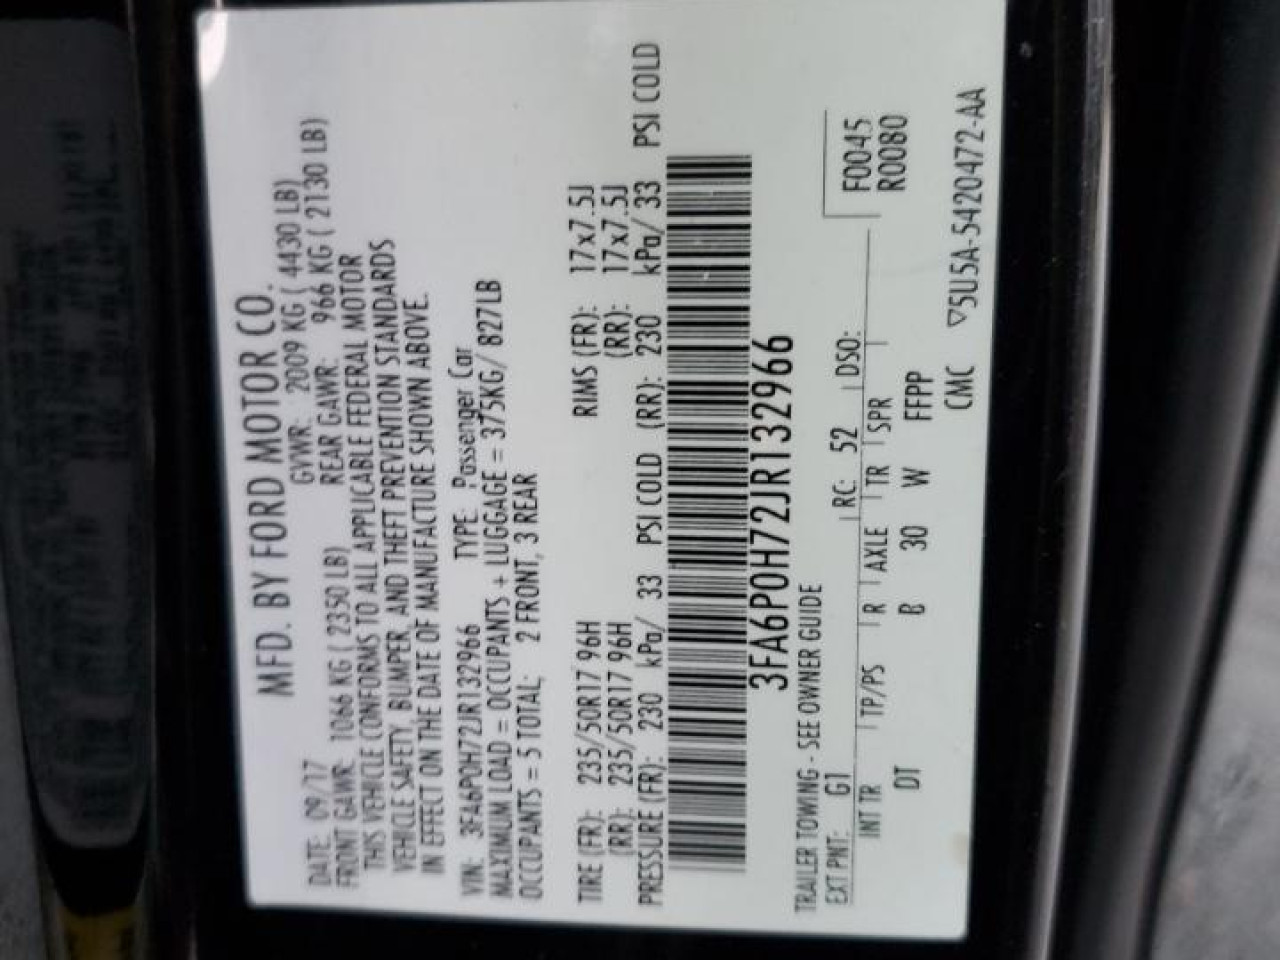 MFD. BY FORD MOTOR CO.
DATE: 09/17 GVWR: 2009 KG ( 4430 LB)
FRONT GAWR: 1066 KG ( 2350 LB) REAR GAWR: 966 KG ( 2130 LB)
THIS VEHICLE CONFORMS TO ALL APPLICABLE FEDERAL MOTOR
VEHICLE SAFETY, BUMPER, AND THEFT PREVENTION STANDARDS
IN EFFECT ON THE DATE OF MANUFACTURE SHOWN ABOVE.
VIN: 3FA6P0H72JR132966 TYPE: Passenger Car
MAXIMUM LOAD = OCCUPANTS + LUGGAGE = 375KG/ 827LB
OCCUPANTS = 5 TOTAL: 2 FRONT, 3 REAR
TIRE (FR): 235/50R17 96H RIMS (FR): 17x7.5J
(RR): 235/50R17 96H (RR): 17x7.5J
PRESSURE (FR): 230 kPa/ 33 PSI COLD (RR): 230 kPa/ 33 PSI COLD
3FA6P0H72JR132966
TRAILER TOWING - SEE OWNER GUIDE
EXT PNT: G1 RC: 52 DSO: F0045
INT TR TP/PS R AXLE TR SPR R0080
DT B 30 W FFPP
CMC ▽5U5A-5420472-AA